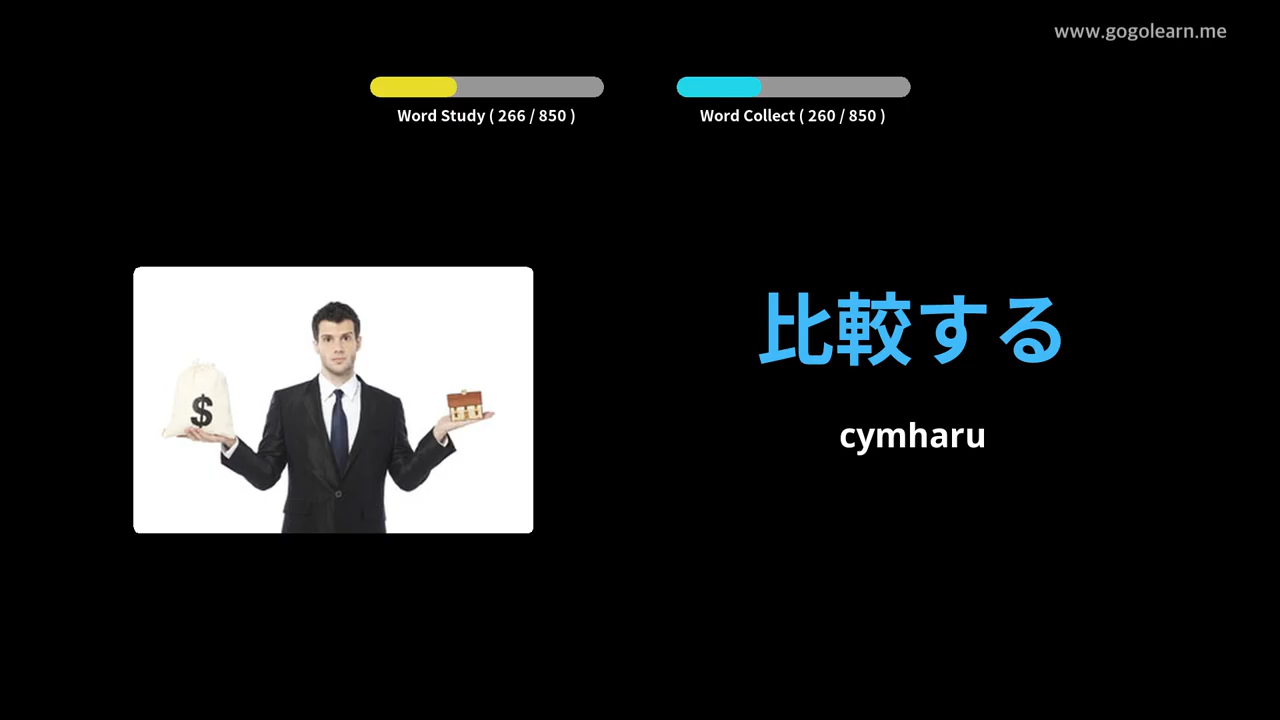 www.gogolearn.me
Word Study ( 266 / 850 )
Word Collect ( 260 / 850 )
$
比較する
cymharu